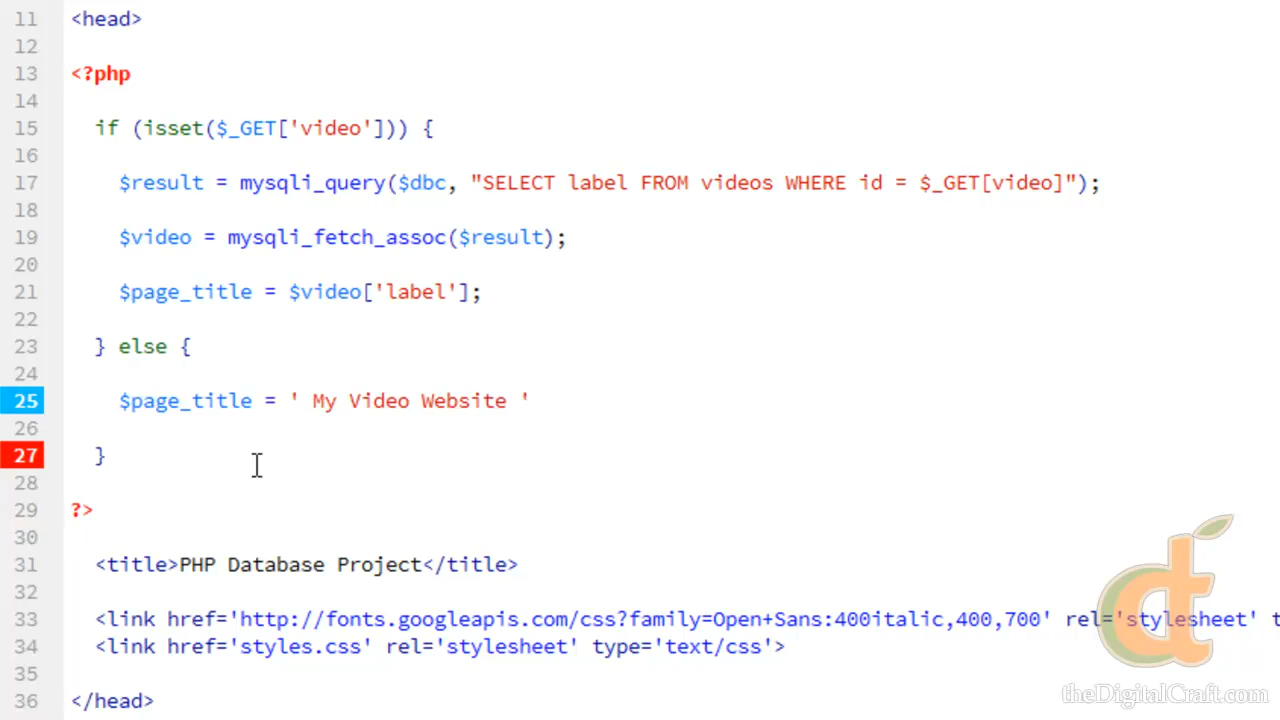 11 <head>
12
13 <?php
14
15 if (isset($_GET['video'])) {
16
17 $result = mysqli_query($dbc, "SELECT label FROM videos WHERE id = $_GET[video]");
18
19 $video = mysqli_fetch_assoc($result);
20
21 $page_title = $video['label'];
22
23 } else {
24
25 $page_title = ' My Video Website '
26
27 }
28
29 ?>
30
31 <title>PHP Database Project</title>
32
33 <link href='http://fonts.googleapis.com/css?family=Open+Sans:400italic,400,700' rel='stylesheet' t
34 <link href='styles.css' rel='stylesheet' type='text/css'>
35
36 </head>
dt
theDigitalCraft.com